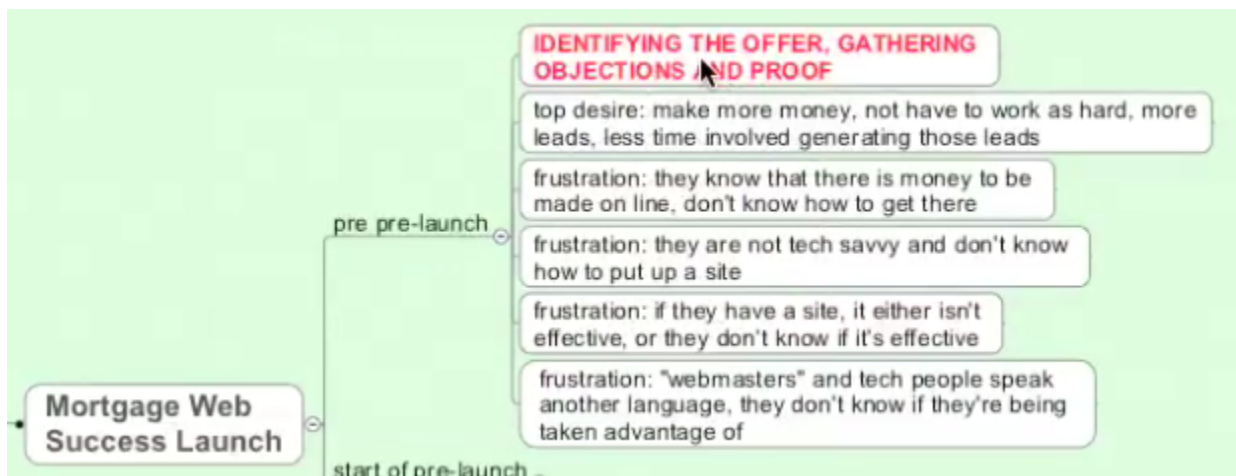 IDENTIFYING THE OFFER, GATHERING
OBJECTIONS AND PROOF
top desire: make more money, not have to work as hard, more
leads, less time involved generating those leads
frustration: they know that there is money to be
made on line, don't know how to get there
pre pre-launch
frustration: they are not tech savvy and don't know
how to put up a site
frustration: if they have a site, it either isn't
effective, or they don't know if it's effective
frustration: "webmasters" and tech people speak
another language, they don't know if they're being
taken advantage of
Mortgage Web
Success Launch
start of pre-launch